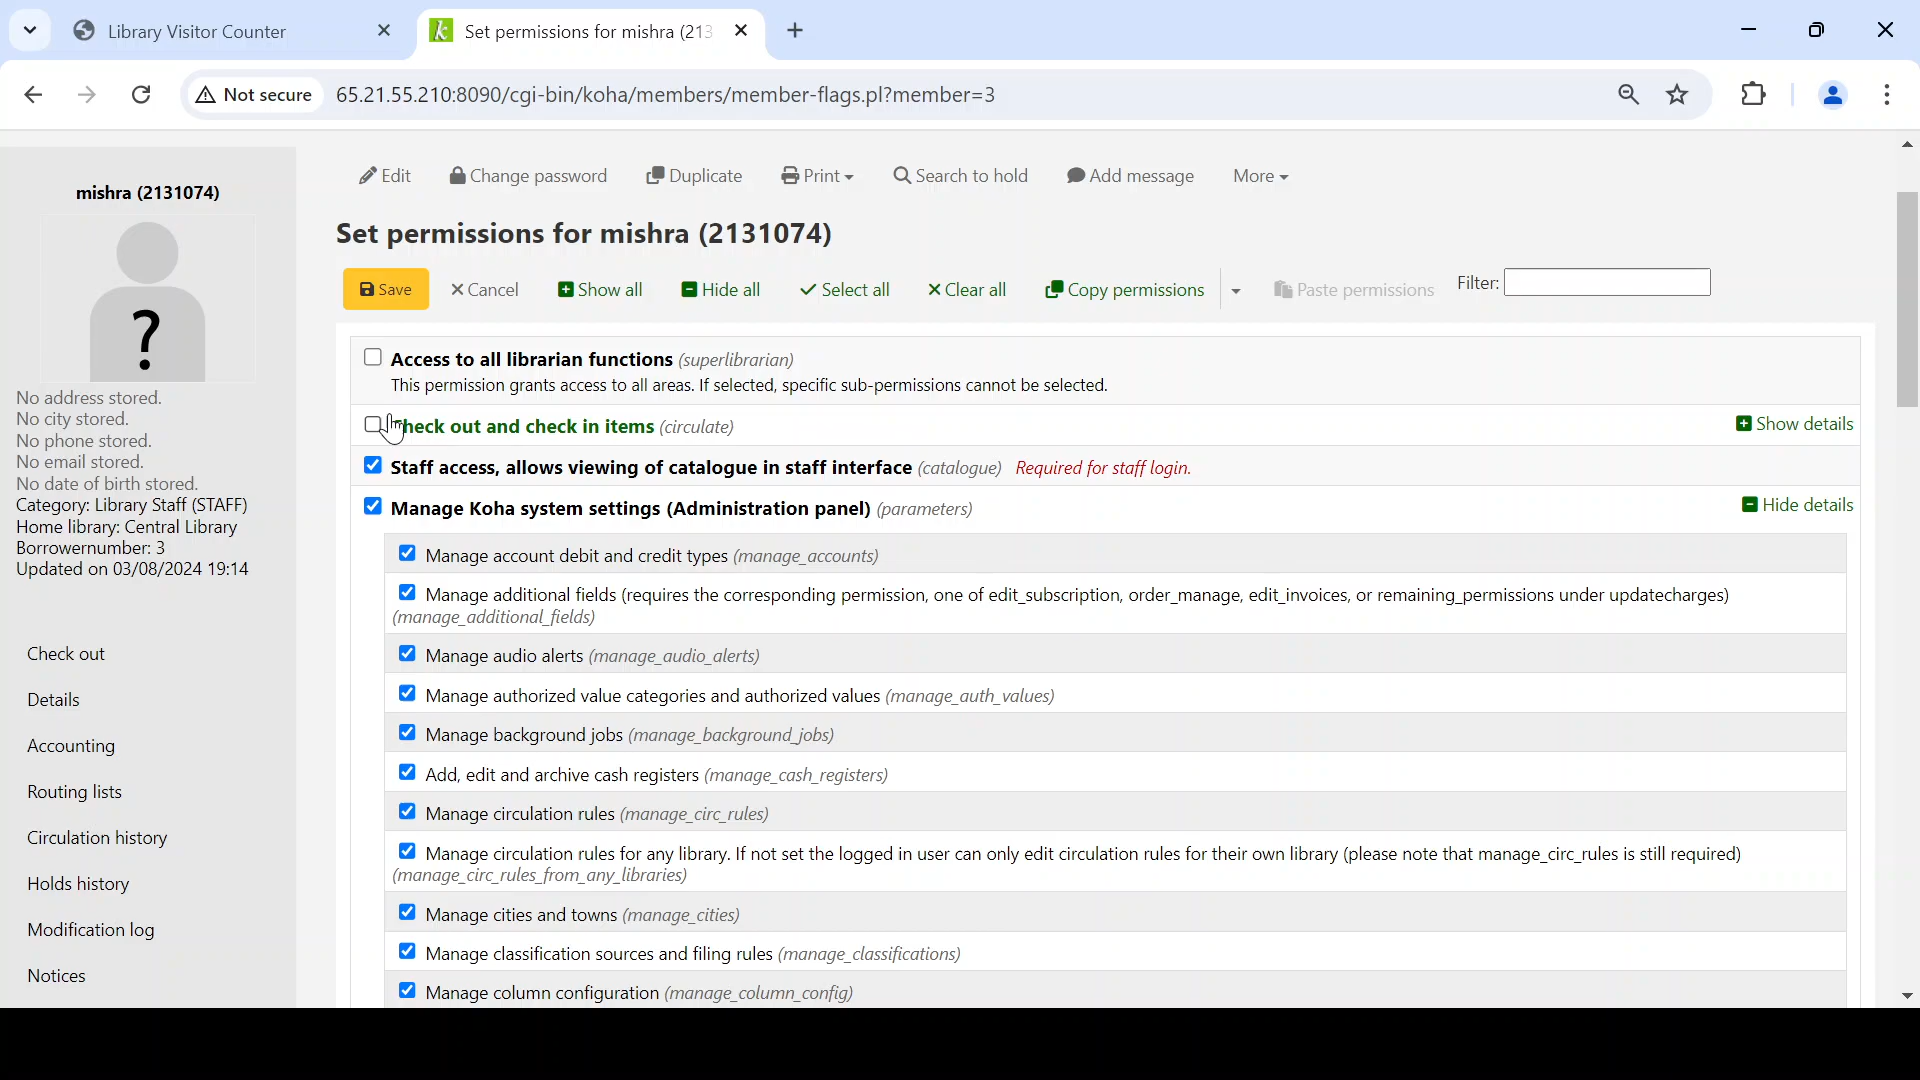 Library Visitor Counter
Set permissions for mishra (213
Not secure 65.21.55.210:8090/cgi-bin/koha/members/member-flags.pl?member=3
mishra (2131074)
?
No address stored.
No city stored.
No phone stored.
No email stored.
No date of birth stored.
Category: Library Staff (STAFF)
Home library: Central Library
Borrowernumber: 3
Updated on 03/08/2024 19:14
Check out
Details
Accounting
Routing lists
Circulation history
Holds history
Modification log
Notices
Edit Change password Duplicate Print Search to hold Add message More
Set permissions for mishra (2131074)
Save Cancel Show all Hide all Select all Clear all Copy permissions Paste permissions Filter:
Access to all librarian functions (superlibrarian)
This permission grants access to all areas. If selected, specific sub-permissions cannot be selected.
heck out and check in items (circulate) Show details
Staff access, allows viewing of catalogue in staff interface (catalogue) Required for staff login.
Manage Koha system settings (Administration panel) (parameters) Hide details
Manage account debit and credit types (manage_accounts)
Manage additional fields (requires the corresponding permission, one of edit_subscription, order_manage, edit_invoices, or remaining_permissions under updatecharges)
(manage_additional_fields)
Manage audio alerts (manage_audio_alerts)
Manage authorized value categories and authorized values (manage_auth_values)
Manage background jobs (manage_background_jobs)
Add, edit and archive cash registers (manage_cash_registers)
Manage circulation rules (manage_circ_rules)
Manage circulation rules for any library. If not set the logged in user can only edit circulation rules for their own library (please note that manage_circ_rules is still required)
(manage_circ_rules_from_any_libraries)
Manage cities and towns (manage_cities)
Manage classification sources and filing rules (manage_classifications)
Manage column configuration (manage_column_config)